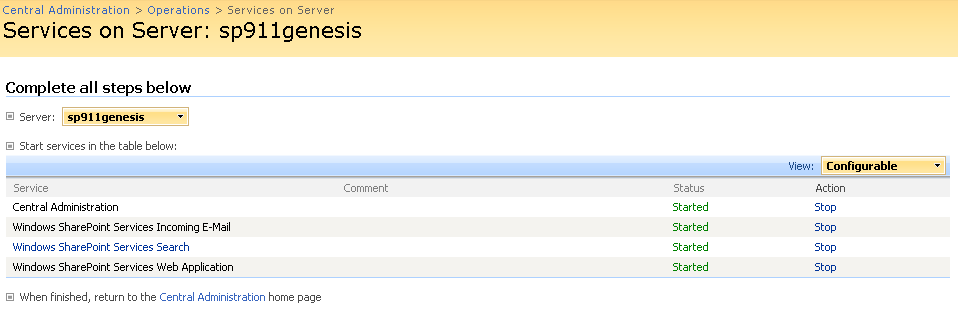 Central Administration > Operations > Services on Server
Services on Server: sp911genesis
Complete all steps below
Server: sp911genesis
Start services in the table below:
View: Configurable
Service Comment Status Action
Central Administration Started Stop
Windows SharePoint Services Incoming E-Mail Started Stop
Windows SharePoint Services Search Started Stop
Windows SharePoint Services Web Application Started Stop
When finished, return to the Central Administration home page